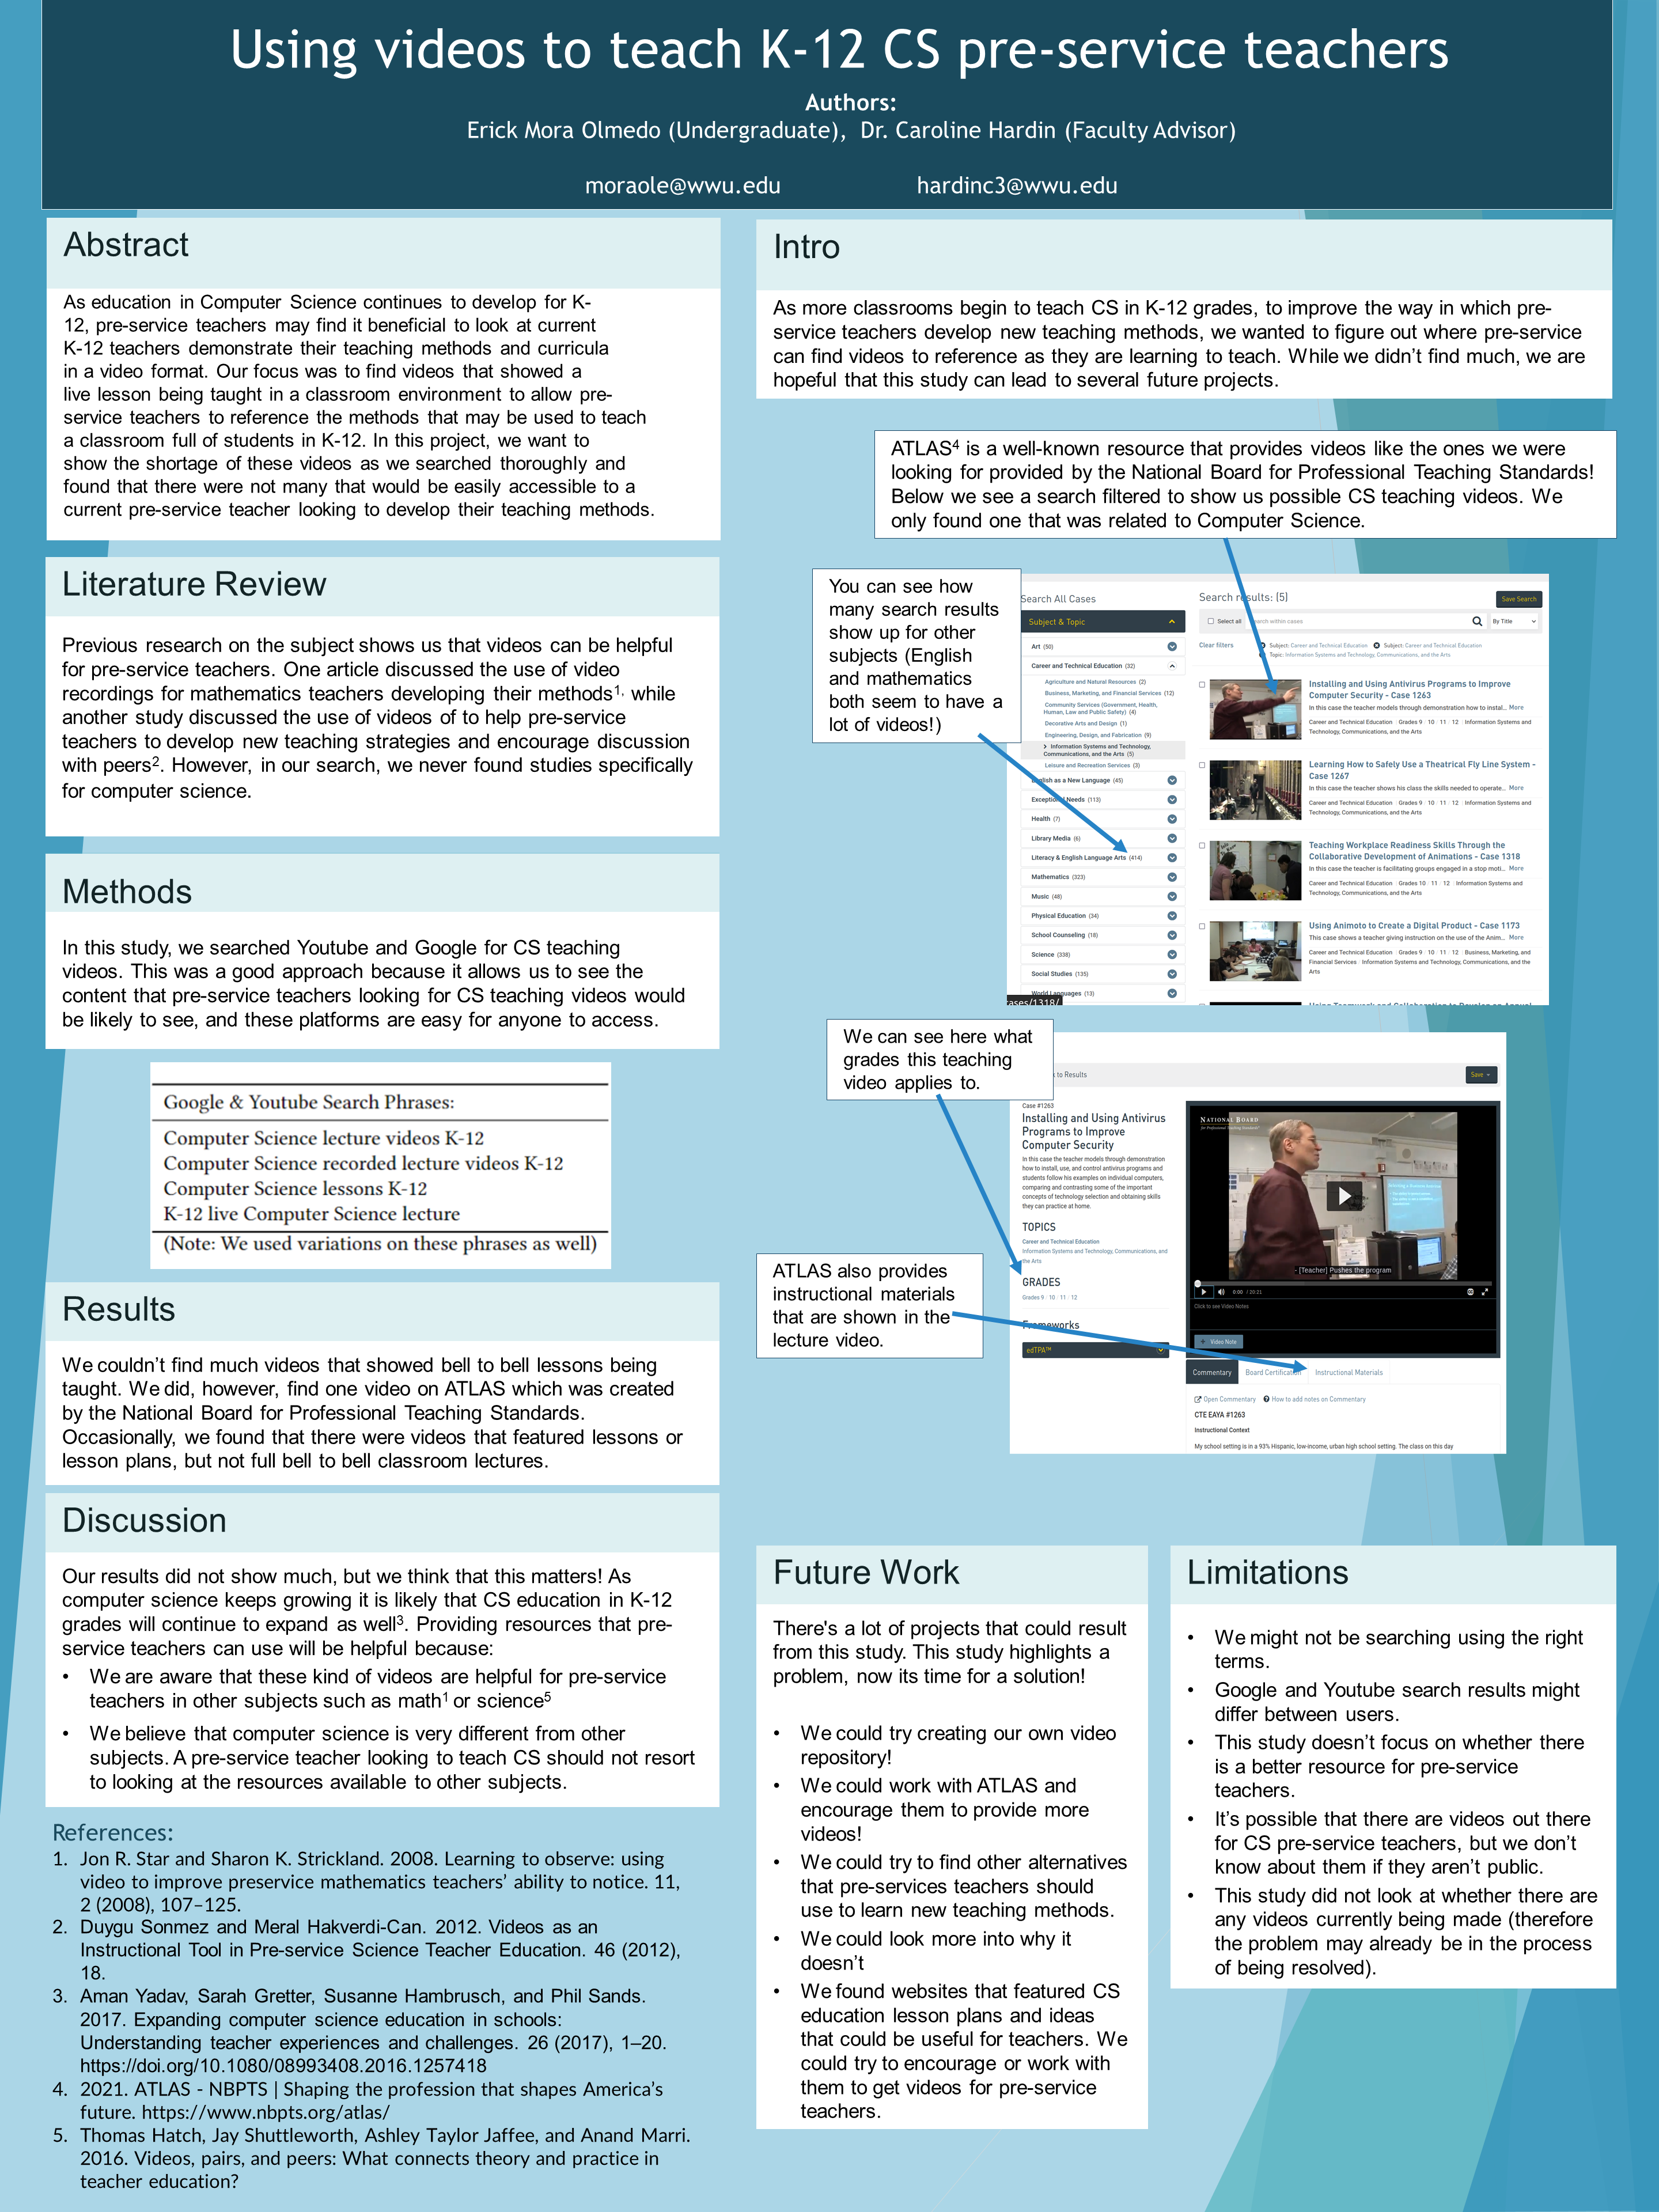 Using videos to teach K-12 CS pre-service teachers
Authors:
Erick Mora Olmedo (Undergraduate), Dr. Caroline Hardin (Faculty Advisor)
moraole@wwu.edu hardinc3@wwu.edu
Abstract
As education in Computer Science continues to develop for K-
12, pre-service teachers may find it beneficial to look at current
K-12 teachers demonstrate their teaching methods and curricula
in a video format. Our focus was to find videos that showed a
live lesson being taught in a classroom environment to allow pre-
service teachers to reference the methods that may be used to teach
a classroom full of students in K-12. In this project, we want to
show the shortage of these videos as we searched thoroughly and
found that there were not many that would be easily accessible to a
current pre-service teacher looking to develop their teaching methods.
Literature Review
Previous research on the subject shows us that videos can be helpful
for pre-service teachers. One article discussed the use of video
recordings for mathematics teachers developing their methods1, while
another study discussed the use of videos of to help pre-service
teachers to develop new teaching strategies and encourage discussion
with peers2. However, in our search, we never found studies specifically
for computer science.
Methods
In this study, we searched Youtube and Google for CS teaching
videos. This was a good approach because it allows us to see the
content that pre-service teachers looking for CS teaching videos would
be likely to see, and these platforms are easy for anyone to access.
Google & Youtube Search Phrases:
Computer Science lecture videos K-12
Computer Science recorded lecture videos K-12
Computer Science lessons K-12
K-12 live Computer Science lecture
(Note: We used variations on these phrases as well)
Results
We couldn't find much videos that showed bell to bell lessons being
taught. We did, however, find one video on ATLAS which was created
by the National Board for Professional Teaching Standards.
Occasionally, we found that there were videos that featured lessons or
lesson plans, but not full bell to bell classroom lectures.
Discussion
Our results did not show much, but we think that this matters! As
computer science keeps growing it is likely that CS education in K-12
grades will continue to expand as well3. Providing resources that pre-
service teachers can use will be helpful because:
• We are aware that these kind of videos are helpful for pre-service
teachers in other subjects such as math1 or science5
• We believe that computer science is very different from other
subjects. A pre-service teacher looking to teach CS should not resort
to looking at the resources available to other subjects.
References:
1. Jon R. Star and Sharon K. Strickland. 2008. Learning to observe: using
video to improve preservice mathematics teachers' ability to notice. 11,
2 (2008), 107–125.
2. Duygu Sonmez and Meral Hakverdi-Can. 2012. Videos as an
Instructional Tool in Pre-service Science Teacher Education. 46 (2012),
18.
3. Aman Yadav, Sarah Gretter, Susanne Hambrusch, and Phil Sands.
2017. Expanding computer science education in schools:
Understanding teacher experiences and challenges. 26 (2017), 1–20.
https://doi.org/10.1080/08993408.2016.1257418
4. 2021. ATLAS - NBPTS | Shaping the profession that shapes America's
future. https://www.nbpts.org/atlas/
5. Thomas Hatch, Jay Shuttleworth, Ashley Taylor Jaffee, and Anand Marri.
2016. Videos, pairs, and peers: What connects theory and practice in
teacher education?
Intro
As more classrooms begin to teach CS in K-12 grades, to improve the way in which pre-
service teachers develop new teaching methods, we wanted to figure out where pre-service
can find videos to reference as they are learning to teach. While we didn't find much, we are
hopeful that this study can lead to several future projects.
ATLAS4 is a well-known resource that provides videos like the ones we were
looking for provided by the National Board for Professional Teaching Standards!
Below we see a search filtered to show us possible CS teaching videos. We
only found one that was related to Computer Science.
You can see how
many search results
show up for other
subjects (English
and mathematics
both seem to have a
lot of videos!)
Search All Cases
Subject & Topic
Art (50)
Career and Technical Education (32)
Agriculture and Natural Resources (2)
Business, Marketing, and Financial Services (12)
Community Services (Government, Health,
Human, Law and Public Safety) (4)
Decorative Arts and Design (1)
Engineering, Design, and Fabrication (9)
Information Systems and Technology,
Communications, and the Arts (5)
Leisure and Recreation Services (3)
English as a New Language (45)
Exceptional Needs (113)
Health (7)
Library Media (6)
Literacy & English Language Arts (414)
Mathematics (323)
Music (48)
Physical Education (34)
School Counseling (18)
Science (338)
Social Studies (135)
World Languages (13)
ases/1318/
Search results: (5)
Save Search
Select all
Search within cases
By Title
Clear filters
Subject: Career and Technical Education Subject: Career and Technical Education
Topic: Information Systems and Technology, Communications, and the Arts
Installing and Using Antivirus Programs to Improve
Computer Security - Case 1263
In this case the teacher models through demonstration how to instal... More
Career and Technical Education Grades 9 10 11 12 Information Systems and
Technology, Communications, and the Arts
Learning How to Safely Use a Theatrical Fly Line System -
Case 1267
In this case the teacher shows his class the skills needed to operate... More
Career and Technical Education Grades 9 10 11 12 Information Systems and
Technology, Communications, and the Arts
Teaching Workplace Readiness Skills Through the
Collaborative Development of Animations - Case 1318
In this case the teacher is facilitating groups engaged in a stop moti... More
Career and Technical Education Grades 10 11 12 Information Systems and
Technology, Communications, and the Arts
Using Animoto to Create a Digital Product - Case 1173
This case shows a teacher giving instruction on the use of the Anim... More
Career and Technical Education Grades 9 10 11 12 Business, Marketing, and
Financial Services Information Systems and Technology, Communications, and the
Arts
We can see here what
grades this teaching
video applies to.
to Results
Save
Case #1263
Installing and Using Antivirus
Programs to Improve
Computer Security
In this case the teacher models through demonstration
how to install, use, and control antivirus programs and
students follow his examples on individual computers,
comparing and contrasting some of the important
concepts of technology selection and obtaining skills
they can practice at home.
TOPICS
Career and Technical Education
Information Systems and Technology, Communications, and
the Arts
GRADES
Grades 9 10 11 12
Frameworks
edTPA™
NATIONAL BOARD
for Professional Teaching Standards
- [Teacher] Pushes the program
0:00 / 20:21
Click to see Video Notes
+ Video Note
Commentary Board Certification Instructional Materials
Open Commentary How to add notes on Commentary
CTE EAYA #1263
Instructional Context
My school setting is in a 93% Hispanic, low-income, urban high school setting. The class on this day
ATLAS also provides
instructional materials
that are shown in the
lecture video.
Future Work
There's a lot of projects that could result
from this study. This study highlights a
problem, now its time for a solution!
• We could try creating our own video
repository!
• We could work with ATLAS and
encourage them to provide more
videos!
• We could try to find other alternatives
that pre-services teachers should
use to learn new teaching methods.
• We could look more into why it
doesn't
• We found websites that featured CS
education lesson plans and ideas
that could be useful for teachers. We
could try to encourage or work with
them to get videos for pre-service
teachers.
Limitations
• We might not be searching using the right
terms.
• Google and Youtube search results might
differ between users.
• This study doesn't focus on whether there
is a better resource for pre-service
teachers.
• It's possible that there are videos out there
for CS pre-service teachers, but we don't
know about them if they aren't public.
• This study did not look at whether there are
any videos currently being made (therefore
the problem may already be in the process
of being resolved).